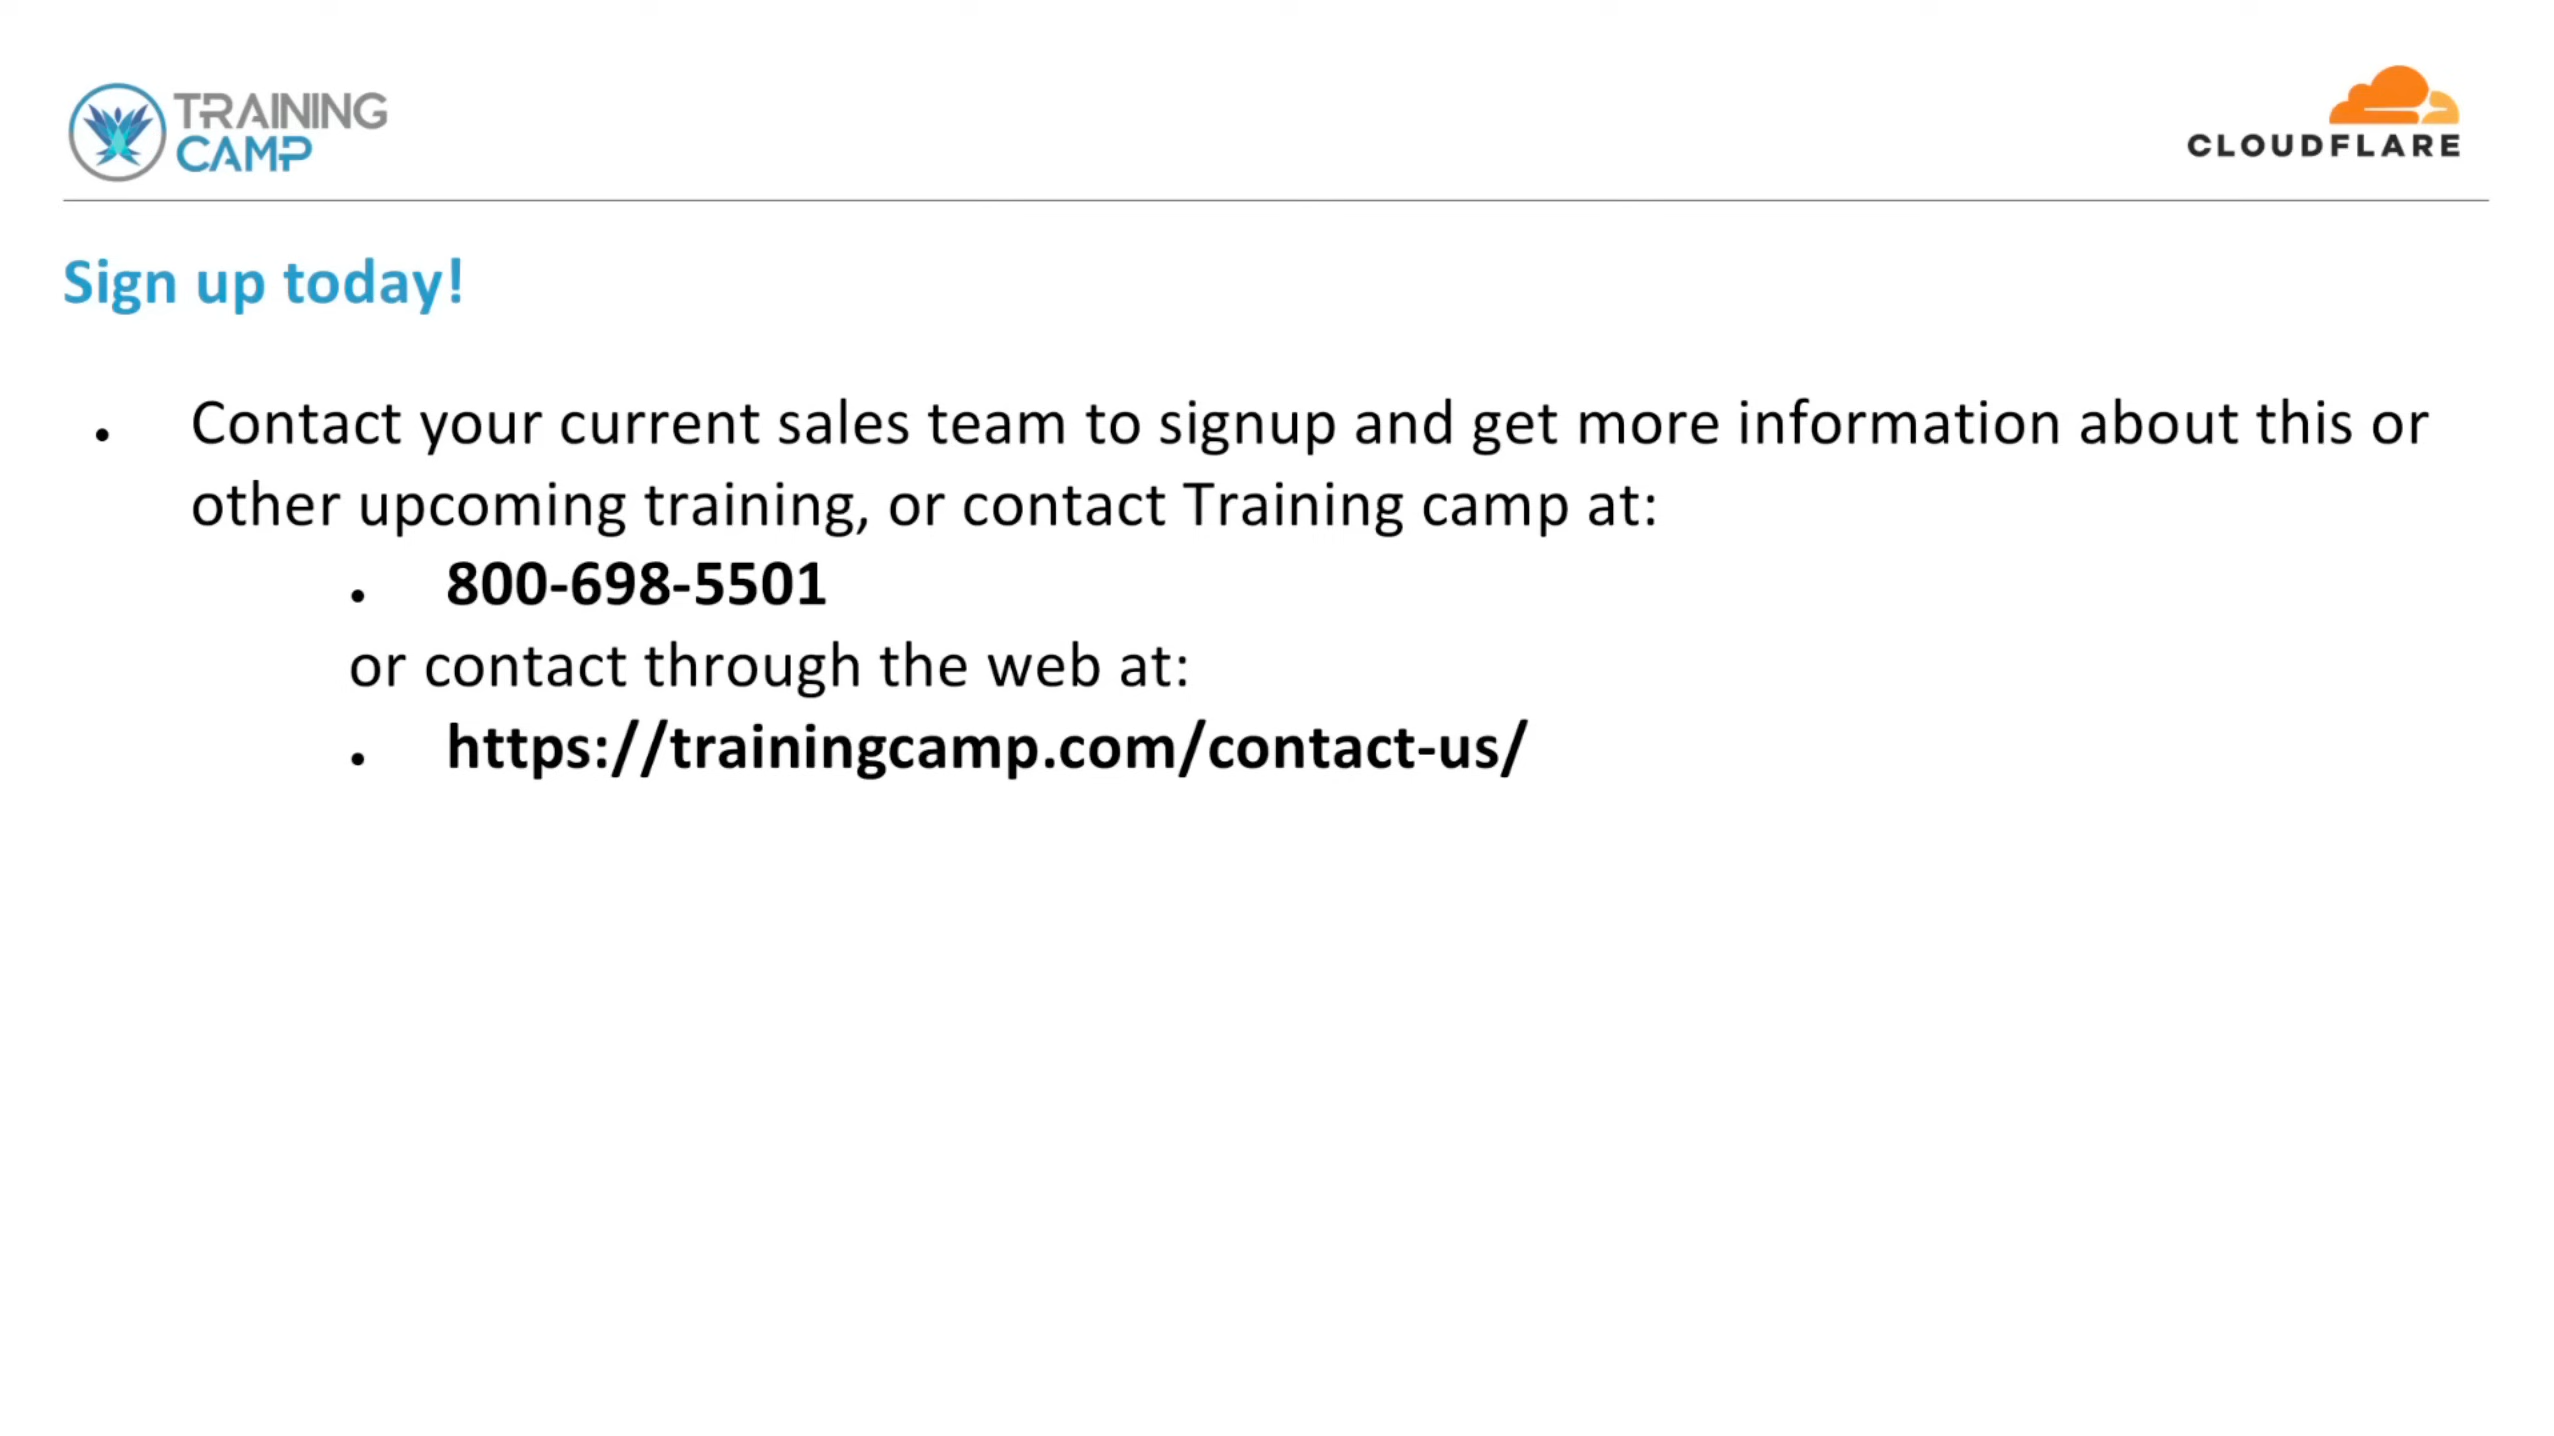 TRAINING
CAMP
CLOUDFLARE
Sign up today!
• Contact your current sales team to signup and get more information about this or
other upcoming training, or contact Training camp at:
• 800-698-5501
or contact through the web at:
• https://trainingcamp.com/contact-us/